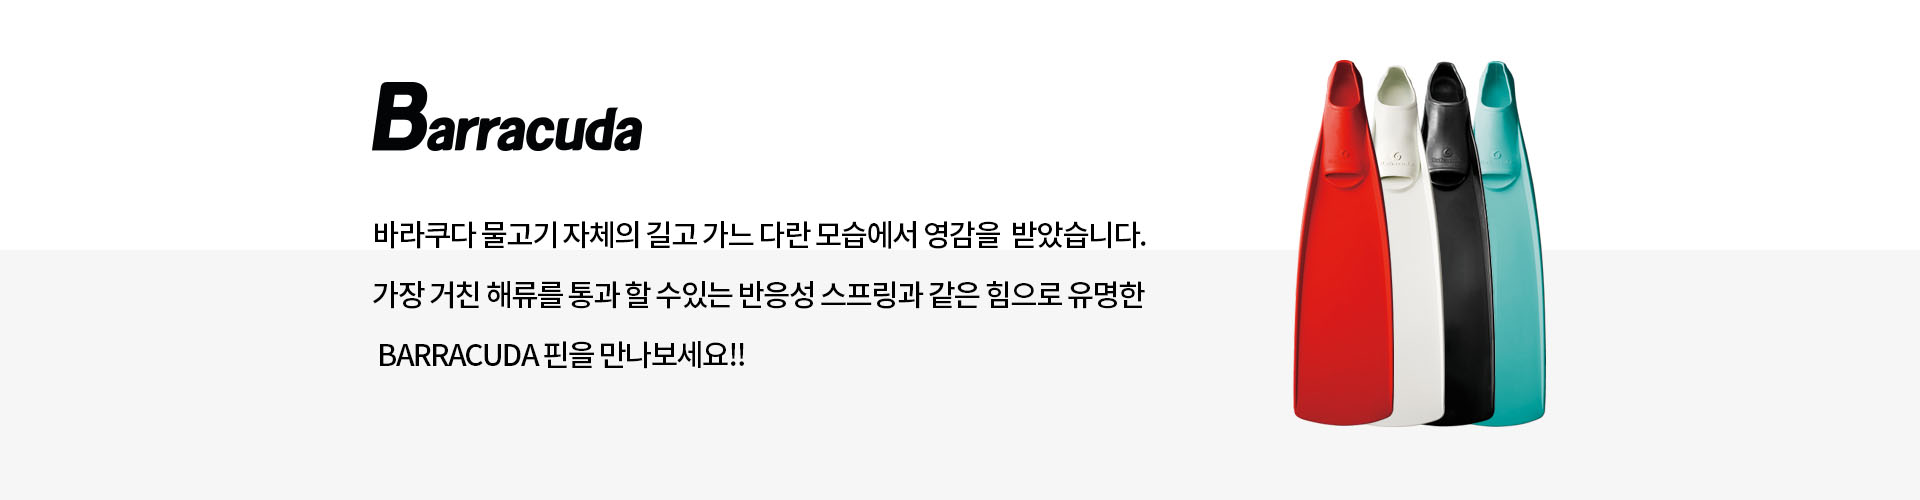 Barracuda
바라쿠다 물고기 자체의 길고 가느 다란 모습에서 영감을 받았습니다.
가장 거친 해류를 통과 할 수있는 반응성 스프링과 같은 힘으로 유명한
BARRACUDA 핀을 만나보세요!!